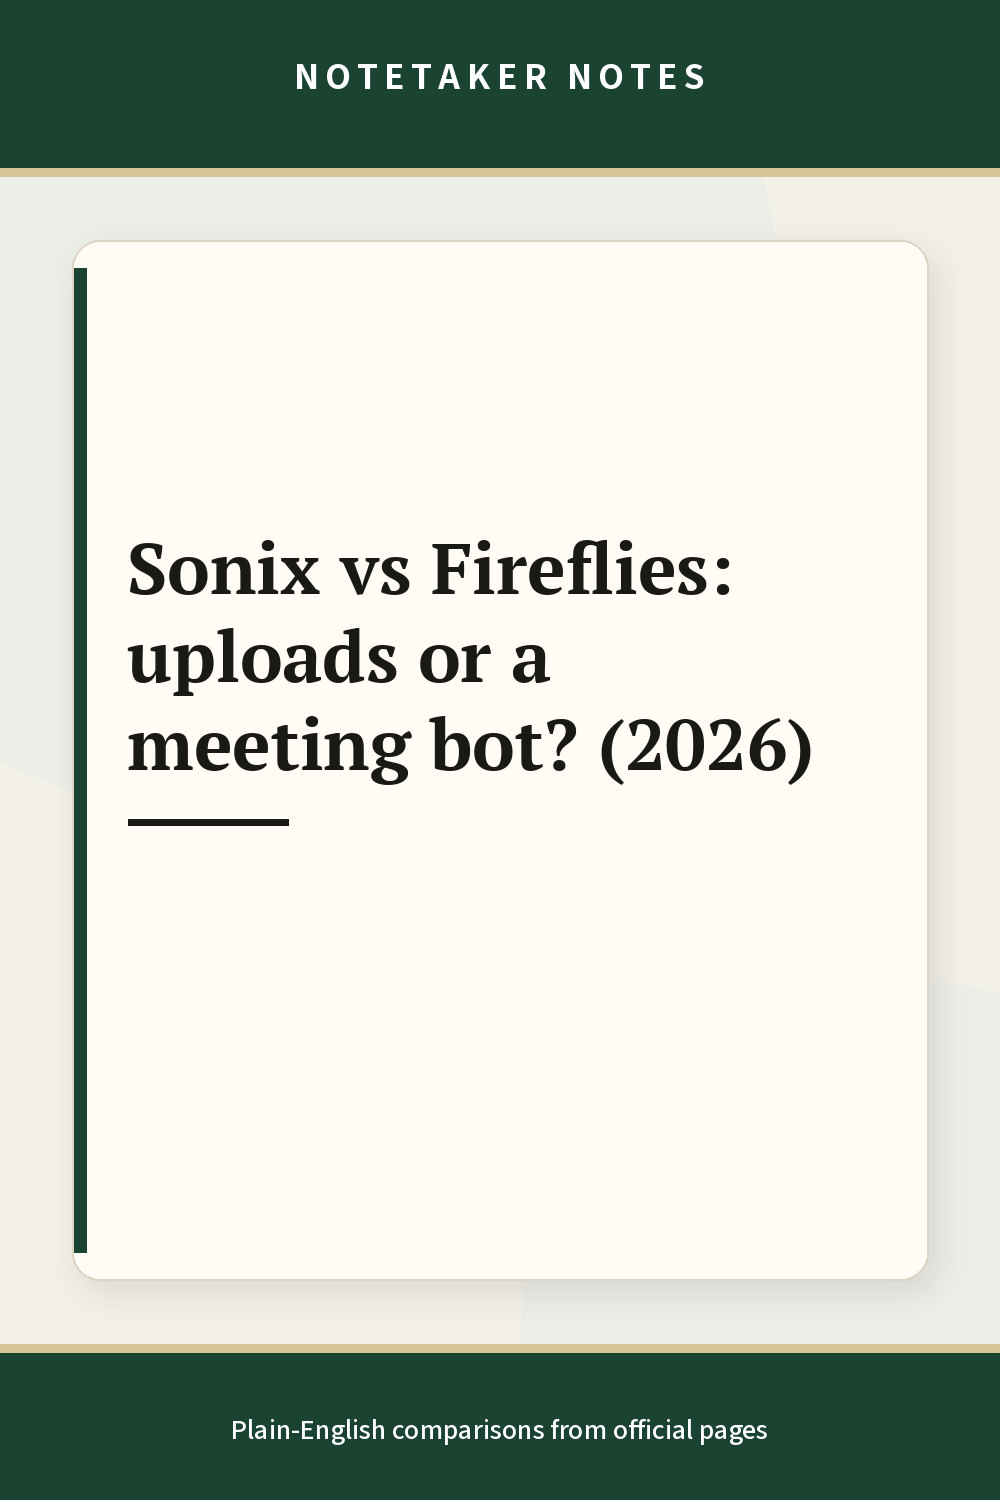 NOTETAKER NOTES
Sonix vs Fireflies:
uploads or a
meeting bot? (2026)
Plain-English comparisons from official pages